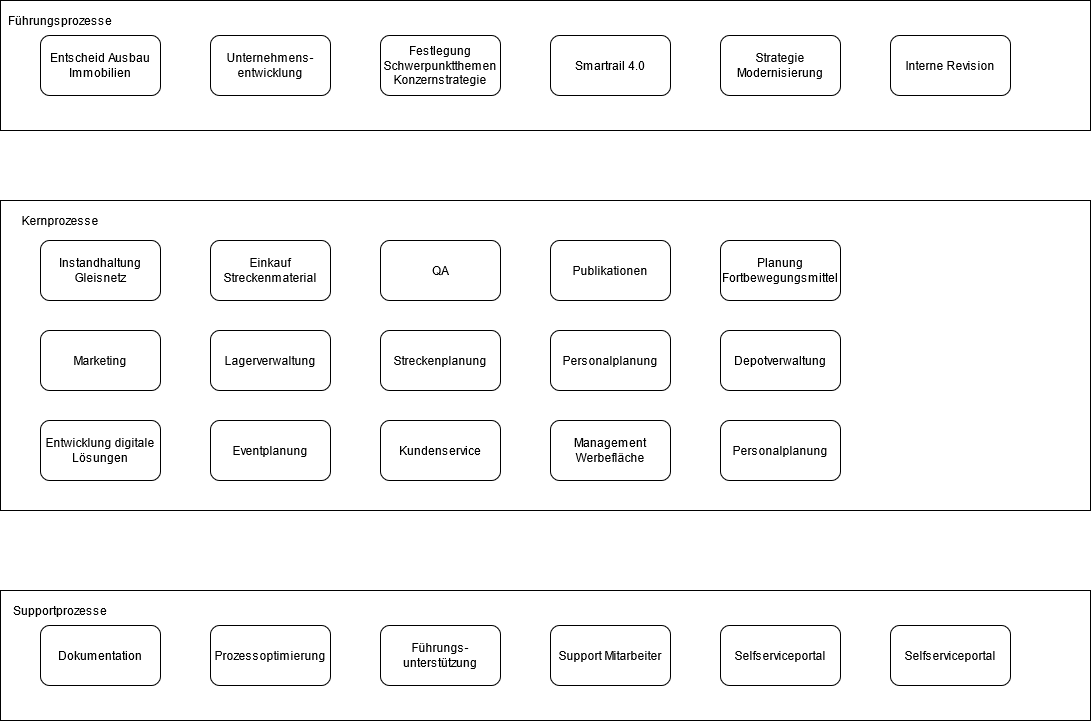 Führungsprozesse
Entscheid Ausbau
Immobilien
Unternehmens-
entwicklung
Festlegung
Schwerpunktthemen
Konzernstrategie
Smartrail 4.0
Strategie
Modernisierung
Interne Revision
Kernprozesse
Instandhaltung
Gleisnetz
Einkauf
Streckenmaterial
QA
Publikationen
Planung
Fortbewegungsmittel
Marketing
Lagerverwaltung
Streckenplanung
Personalplanung
Depotverwaltung
Entwicklung digitale
Lösungen
Eventplanung
Kundenservice
Management
Werbefläche
Personalplanung
Supportprozesse
Dokumentation
Prozessoptimierung
Führungs-
unterstützung
Support Mitarbeiter
Selfserviceportal
Selfserviceportal